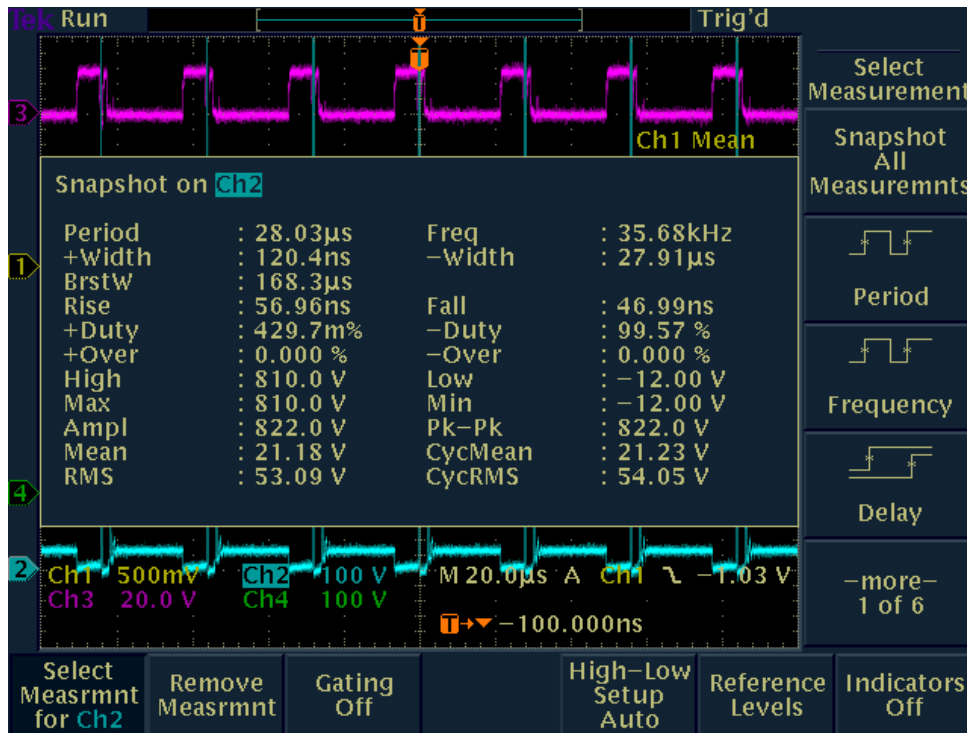 Tek Run Trig'd
T
T
3
Ch1 Mean
Snapshot on Ch2
Period : 28.03µs Freq : 35.68kHz
1
+Width : 120.4ns −Width : 27.91µs
BrstW : 168.3µs
Rise : 56.96ns Fall : 46.99ns
+Duty : 429.7m% −Duty : 99.57 %
+Over : 0.000 % −Over : 0.000 %
High : 810.0 V Low : −12.00 V
Max : 810.0 V Min : −12.00 V
Ampl : 822.0 V Pk−Pk : 822.0 V
Mean : 21.18 V CycMean : 21.23 V
RMS : 53.09 V CycRMS : 54.05 V
4
2
Ch1 500mV Ch2 100 V M 20.0µs A Ch1 −1.03 V
Ch3 20.0 V Ch4 100 V
T −100.000ns
Select
Measurement
Snapshot
All
Measuremnts
Period
Frequency
Delay
−more−
1 of 6
Select
Measrmnt
for Ch2
Remove
Measrmnt
Gating
Off
High−Low
Setup
Auto
Reference
Levels
Indicators
Off